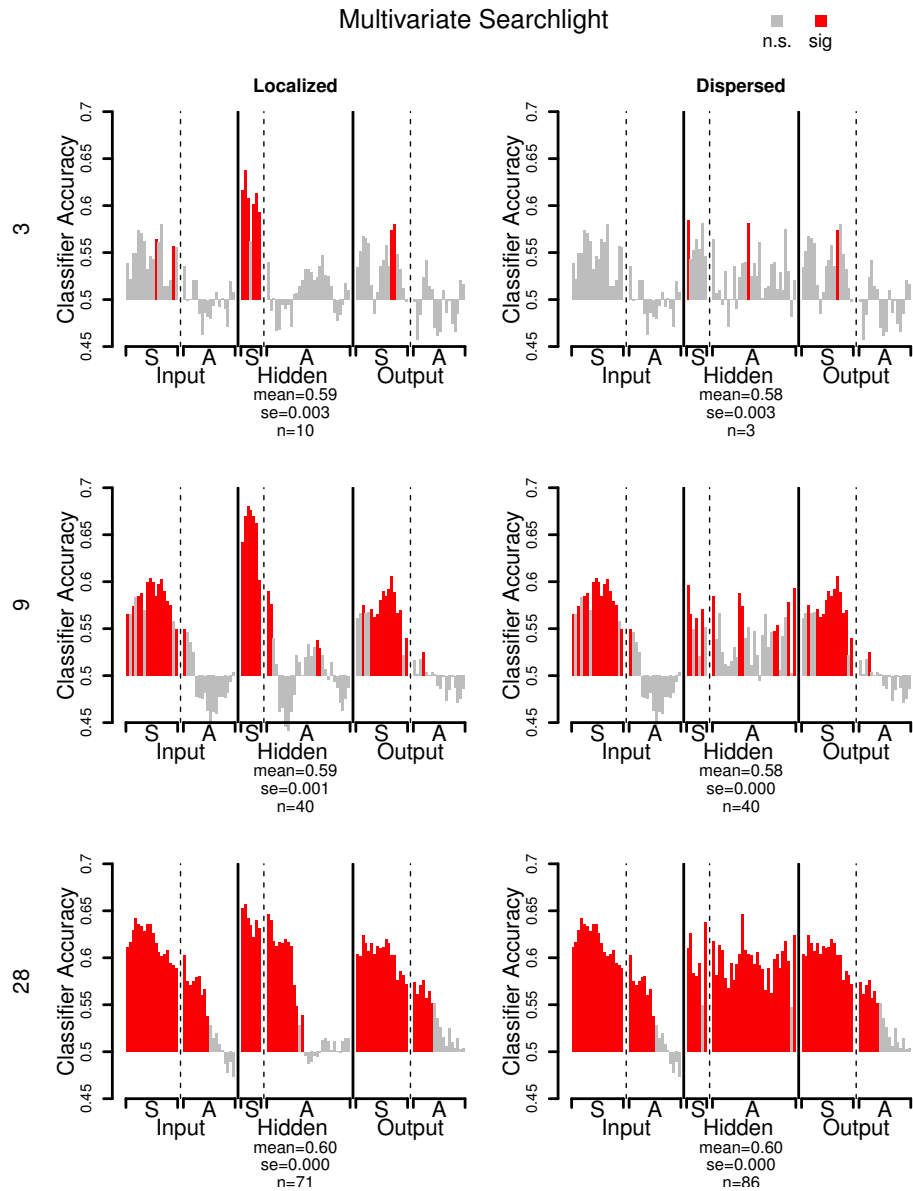 Multivariate Searchlight
n.s. sig
Localized
Dispersed
3
Classifier Accuracy
0.45 0.5 0.55 0.6 0.65 0.7
S A S A S A
Input Hidden Output
mean=0.59
se=0.003
n=10
Classifier Accuracy
0.45 0.5 0.55 0.6 0.65 0.7
S A S A S A
Input Hidden Output
mean=0.58
se=0.003
n=3
9
Classifier Accuracy
0.45 0.5 0.55 0.6 0.65 0.7
S A S A S A
Input Hidden Output
mean=0.59
se=0.001
n=40
Classifier Accuracy
0.45 0.5 0.55 0.6 0.65 0.7
S A S A S A
Input Hidden Output
mean=0.58
se=0.000
n=40
28
Classifier Accuracy
0.45 0.5 0.55 0.6 0.65 0.7
S A S A S A
Input Hidden Output
mean=0.60
se=0.000
n=71
Classifier Accuracy
0.45 0.5 0.55 0.6 0.65 0.7
S A S A S A
Input Hidden Output
mean=0.60
se=0.000
n=86